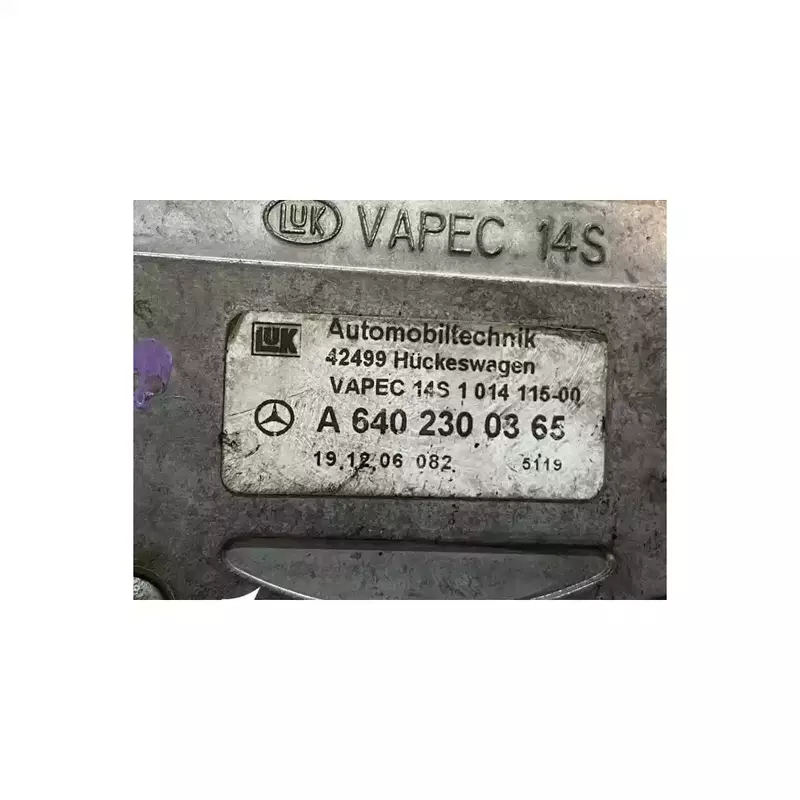 LUK VAPEC 14S
LUK Automobiltechnik
42499 Hückeswagen
VAPEC 14S 1 014 115-00
A 640 230 03 65
19.12.06 082 5119